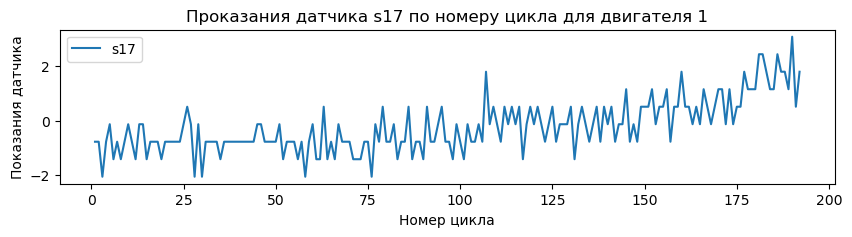 Проказания датчика s17 по номеру цикла для двигателя 1
s17
Показания датчика
2
0
−2
0 25 50 75 100 125 150 175 200
Номер цикла